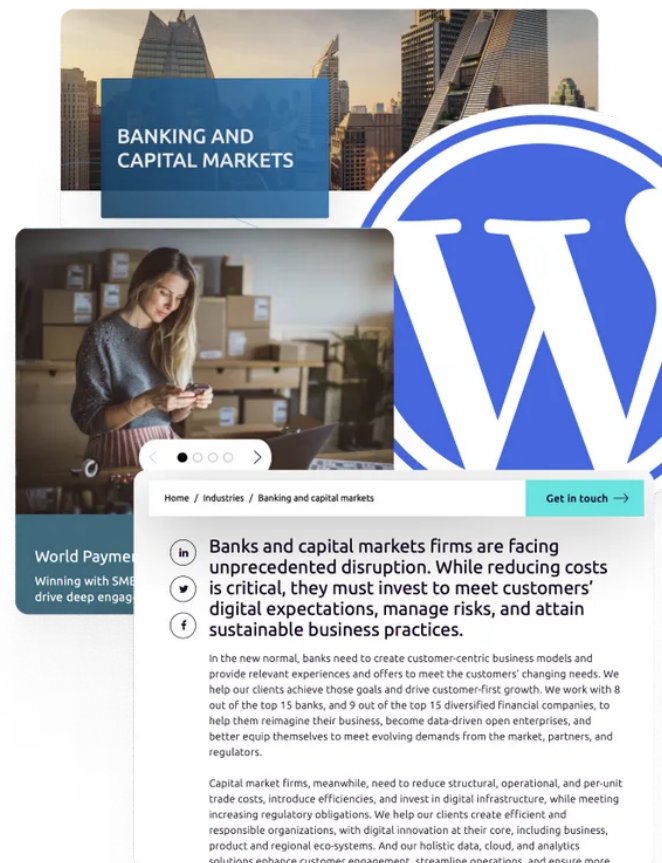 BANKING AND
CAPITAL MARKETS
World
Winning with
drive deep
Home / Industries / Banking and capital markets
Get in touch
Banks and capital markets firms are facing
unprecedented disruption. While reducing costs
is critical, they must invest to meet customers’
digital expectations, manage risks, and attain
sustainable business practices.
In the new normal, banks need to create customer-centric business models and
provide relevant experiences and offers to meet the customers’ changing needs. We
help our clients achieve those goals and drive customer-first growth. We work with 8
out of the top 15 banks, and 9 out of the top 15 diversified financial companies, to
help them reimagine their business, become data-driven open enterprises, and
better equip themselves to meet evolving demands from the market, partners, and
regulators.
Capital market firms, meanwhile, need to reduce structural, operational, and per-unit
trade costs, introduce efficiencies, and invest in digital infrastructure, while meeting
increasing regulatory obligations. We help our clients create efficient and
responsible organizations, with digital innovation at their core, including business,
product and regional eco-systems. And our holistic data, cloud, and analytics
solutions enhance customer engagement, streamline operations, and ensure more